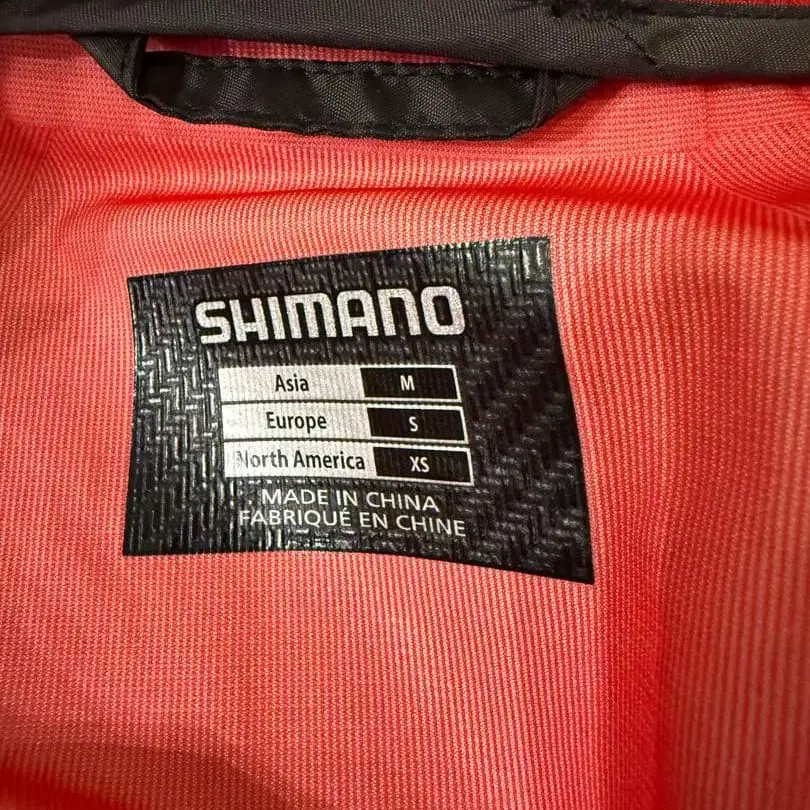 SHIMANO
Asia M
Europe S
North America XS
MADE IN CHINA
FABRIQUÉ EN CHINE